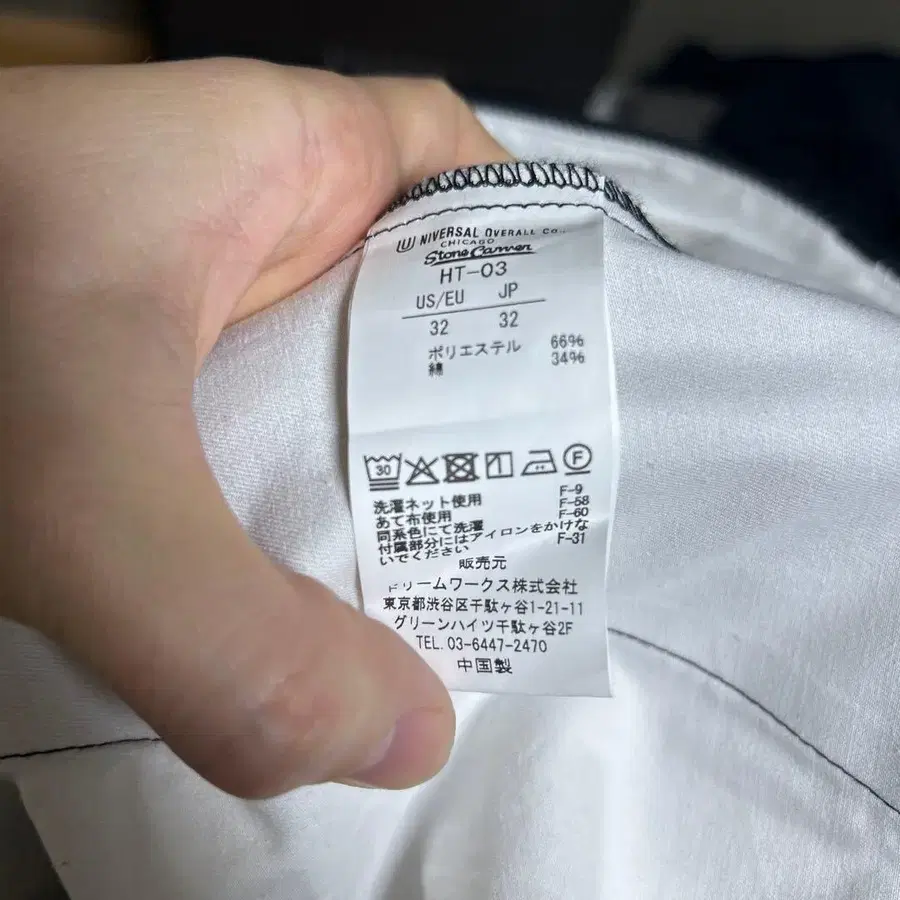 UNIVERSAL OVERALL CO.
CHICAGO
Stone Carver
HT-03
US/EU JP
32 32
ポリエステル 66%
綿 34%
30 F
洗濯ネット使用 F-9
あて布使用 F-58
同系色にて洗濯 F-60
付属部分にはアイロンをかけな
いでください F-31
販売元
ドリームワークス株式会社
東京都渋谷区千駄ヶ谷1-21-11
グリーンハイツ千駄ヶ谷2F
TEL. 03-6447-2470
中国製